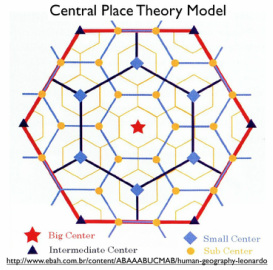 Central Place Theory Model
Big Center
Small Center
Intermediate Center
Sub Center
http://www.ebah.com.br/content/ABAAABUCMAB/human-geography-leonardo